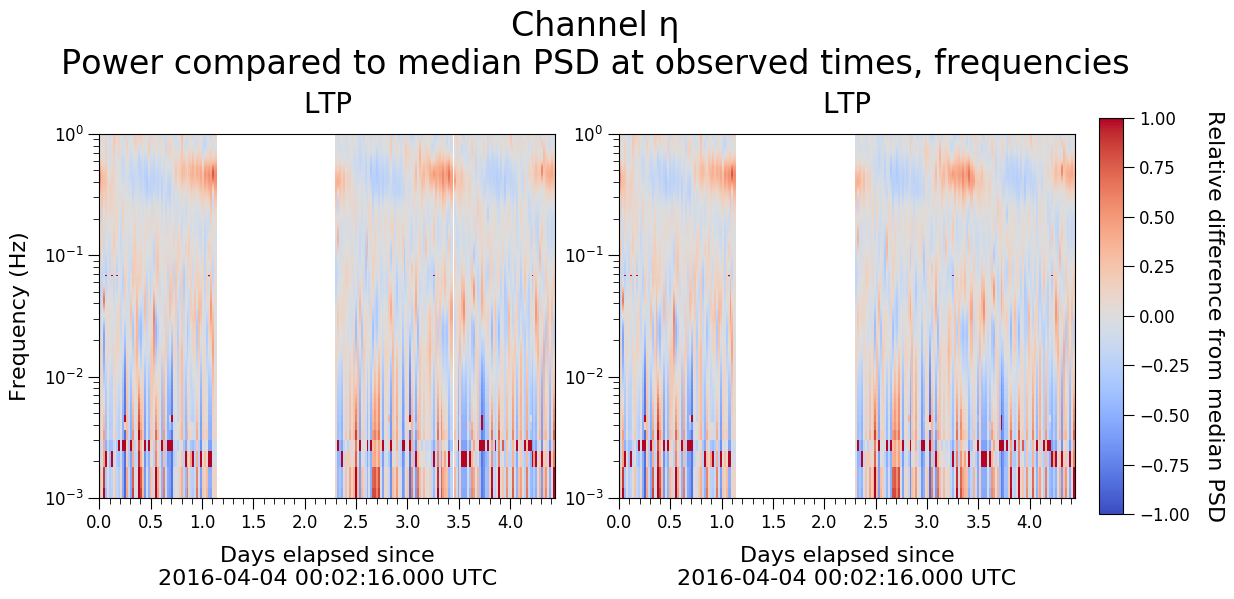 Channel η
Power compared to median PSD at observed times, frequencies
LTP
LTP
Frequency (Hz)
10⁰
10⁻¹
10⁻²
10⁻³
0.0 0.5 1.0 1.5 2.0 2.5 3.0 3.5 4.0
Days elapsed since
2016-04-04 00:02:16.000 UTC
10⁰
10⁻¹
10⁻²
10⁻³
0.0 0.5 1.0 1.5 2.0 2.5 3.0 3.5 4.0
Days elapsed since
2016-04-04 00:02:16.000 UTC
1.00
0.75
0.50
0.25
0.00
−0.25
−0.50
−0.75
−1.00
Relative difference from median PSD